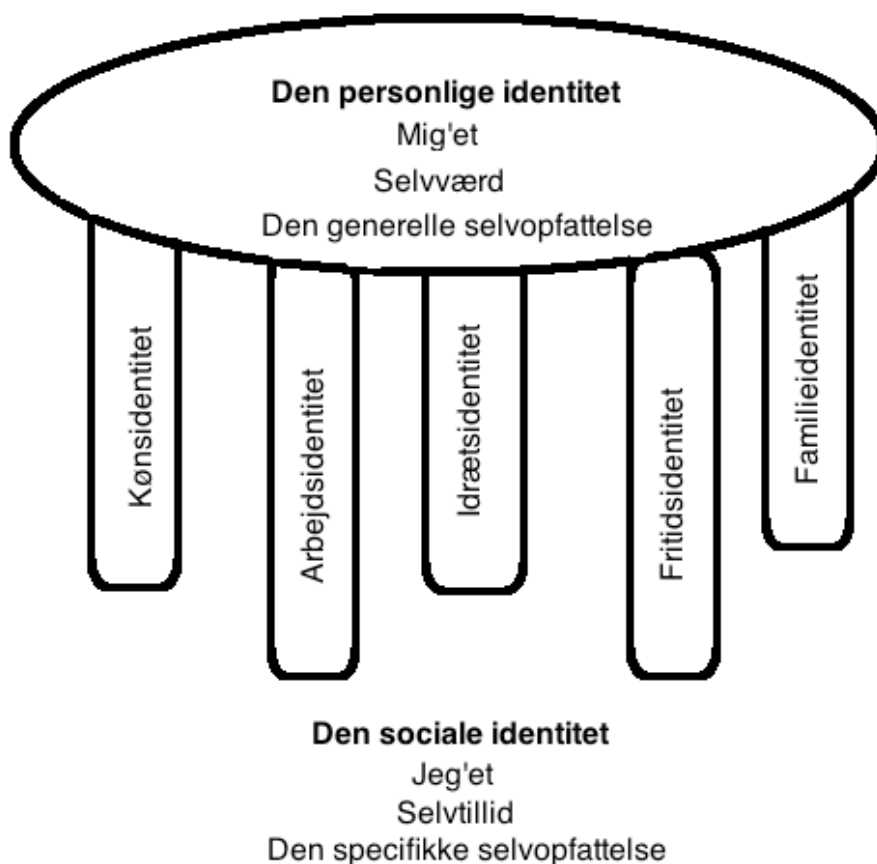 Den personlige identitet
Mig'et
Selvværd
Den generelle selvopfattelse
Kønsidentitet
Arbejdsidentitet
Idrætsidentitet
Fritidsidentitet
Familieidentitet
Den sociale identitet
Jeg'et
Selvtillid
Den specifikke selvopfattelse